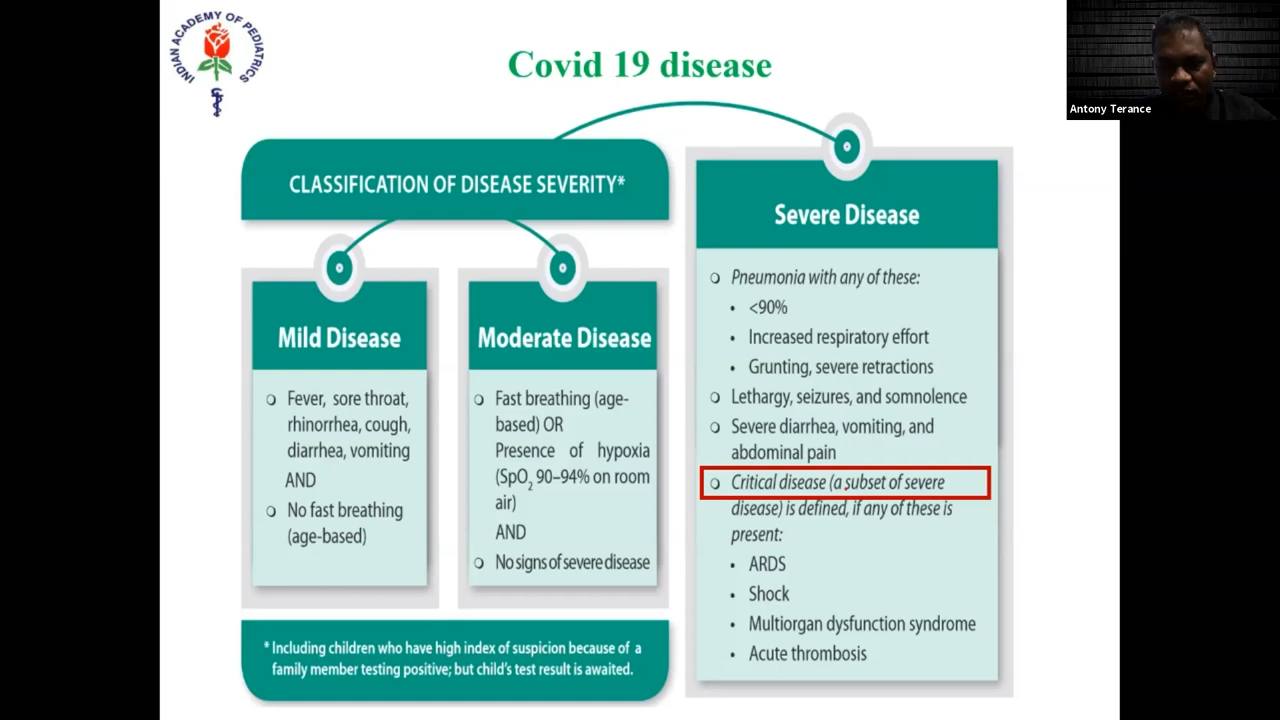 INDIAN ACADEMY OF PEDIATRICS
Covid 19 disease
Antony Terance
CLASSIFICATION OF DISEASE SEVERITY*
Mild Disease
Fever, sore throat,
rhinorrhea, cough,
diarrhea, vomiting
AND
No fast breathing
(age-based)
Moderate Disease
Fast breathing (age-
based) OR
Presence of hypoxia
(SpO2 90–94% on room
air)
AND
No signs of severe disease
Severe Disease
Pneumonia with any of these:
• <90%
• Increased respiratory effort
• Grunting, severe retractions
Lethargy, seizures, and somnolence
Severe diarrhea, vomiting, and
abdominal pain
Critical disease (a subset of severe
disease) is defined, if any of these is
present:
• ARDS
• Shock
• Multiorgan dysfunction syndrome
• Acute thrombosis
* Including children who have high index of suspicion because of a
family member testing positive; but child's test result is awaited.